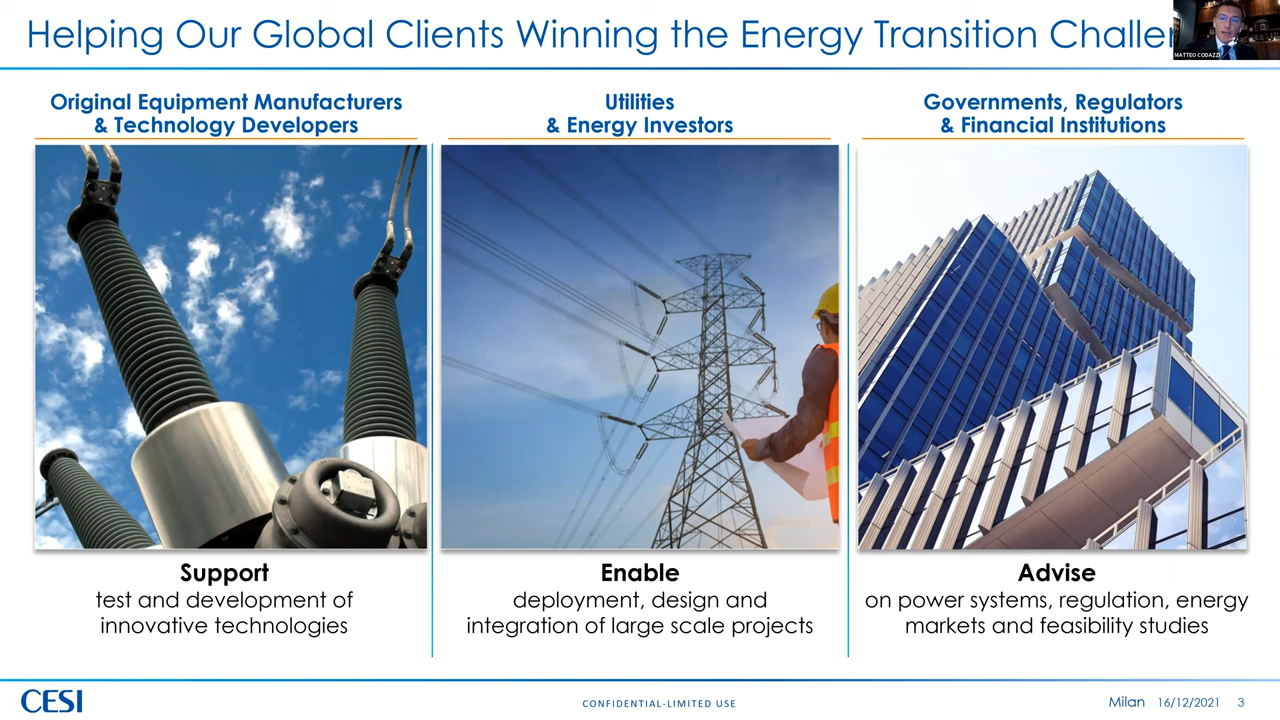 Helping Our Global Clients Winning the Energy Transition Challen
MATTEO CODAZZI
Original Equipment Manufacturers
& Technology Developers
Utilities
& Energy Investors
Governments, Regulators
& Financial Institutions
Support
test and development of
innovative technologies
Enable
deployment, design and
integration of large scale projects
Advise
on power systems, regulation, energy
markets and feasibility studies
CESI
CONFIDENTIAL-LIMITED USE
Milan 16/12/2021 3